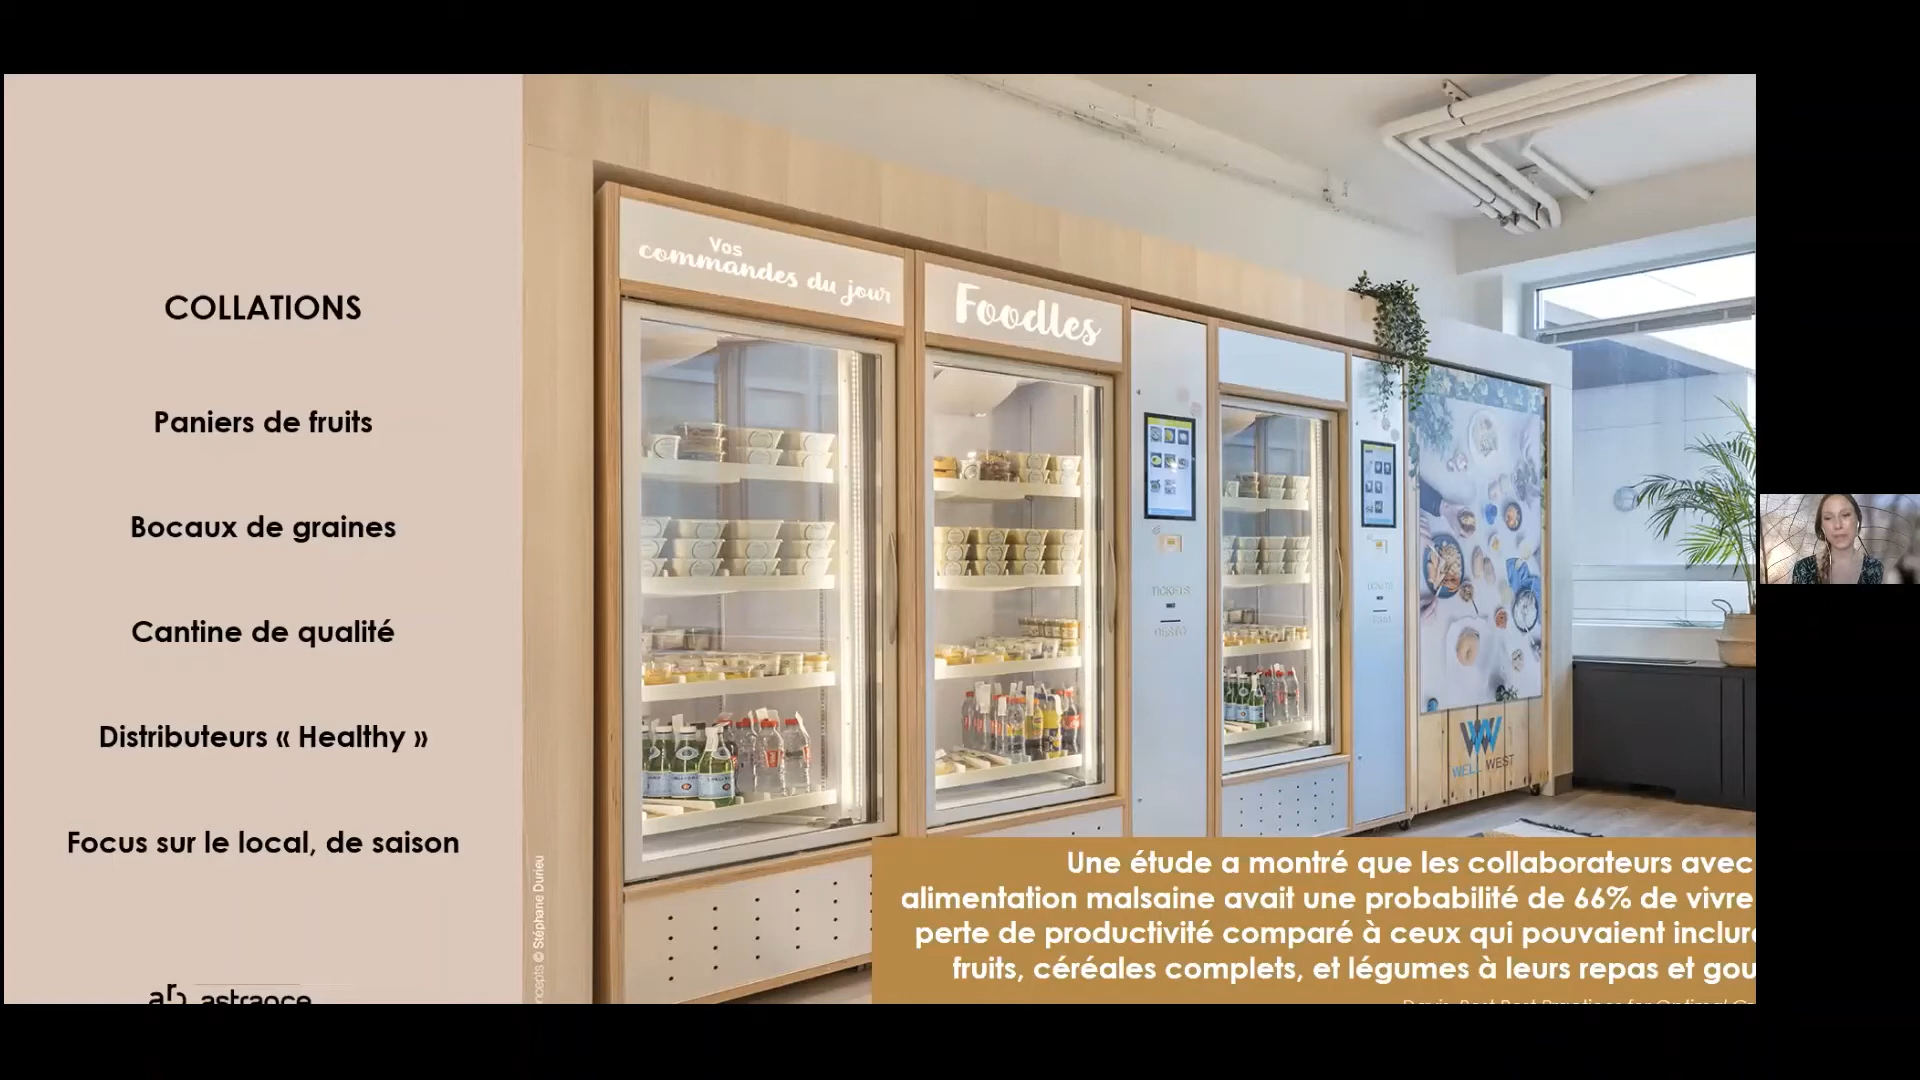 COLLATIONS
Paniers de fruits
Bocaux de graines
Cantine de qualité
Distributeurs « Healthy »
Focus sur le local, de saison
astrance
© Stéphane Durieu
Vos
commandes du jour
Foodles
TICKETS
WELL WEST
Une étude a montré que les collaborateurs avec
alimentation malsaine avait une probabilité de 66% de vivre
perte de productivité comparé à ceux qui pouvaient inclure
fruits, céréales complets, et légumes à leurs repas et gou